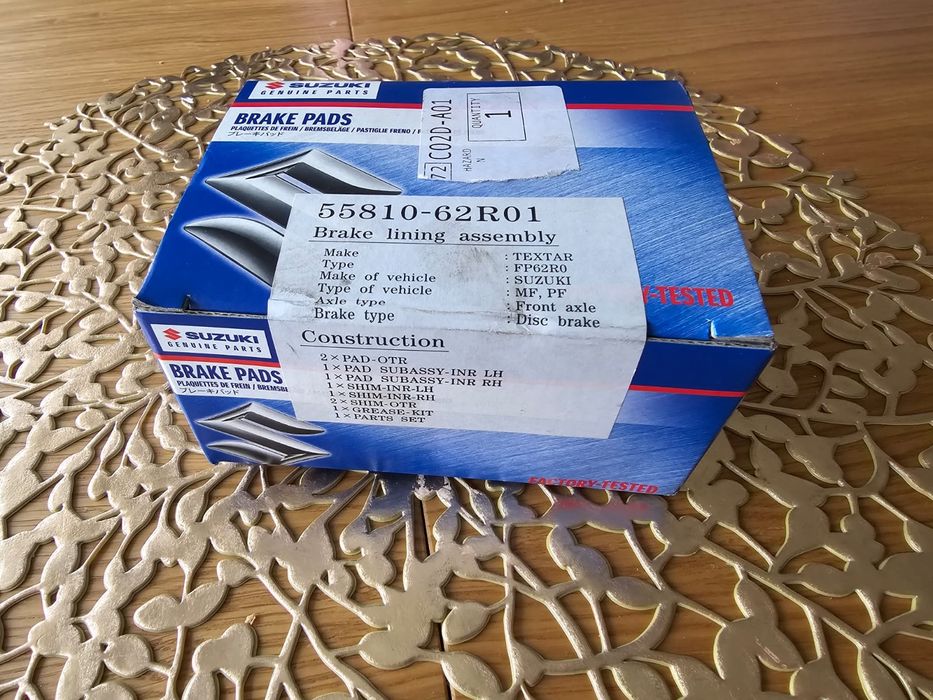 SUZUKI
GENUINE PARTS
BRAKE PADS
PLAQUETTES DE FREIN / BREMSBELÄGE / PASTIGLIE FRENO /
ブレーキパッド
72 C02D-A01
HAZARD
N
QUANTITY
1
55810-62R01
Brake lining assembly
Make : TEXTAR
Type : FP62R0
Make of vehicle : SUZUKI
Type of vehicle : MF, PF
Axle type : Front axle
Brake type : Disc brake
Y-TESTED
Construction
2×PAD-OTR
1×PAD SUBASSY-INR LH
1×PAD SUBASSY-INR RH
1×SHIM-INR-LH
1×SHIM-INR-RH
2×SHIM-OTR
1×GREASE-KIT
1×PARTS SET
SUZUKI
GENUINE PARTS
BRAKE PADS
PLAQUETTES DE FREIN / BREMSBEL
ブレーキパッド
FACTORY-TESTED